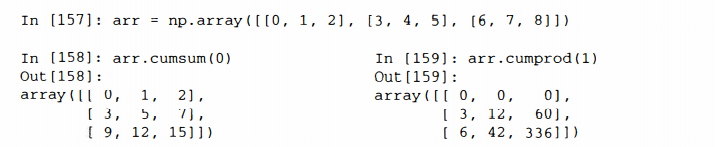 In [157]: arr = np.array([[0, 1, 2], [3, 4, 5], [6, 7, 8]])
In [158]: arr.cumsum(0)
Out[158]:
array([[ 0, 1, 2],
[ 3, 5, 7],
[ 9, 12, 15]])
In [159]: arr.cumprod(1)
Out[159]:
array([[ 0, 0, 0],
[ 3, 12, 60],
[ 6, 42, 336]])